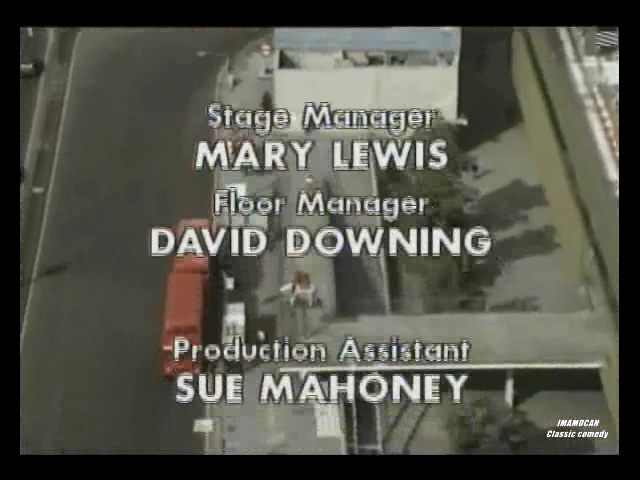 Stage Manager
MARY LEWIS
Floor Manager
DAVID DOWNING
Production Assistant
SUE MAHONEY
IMAMOCAN
Classic comedy